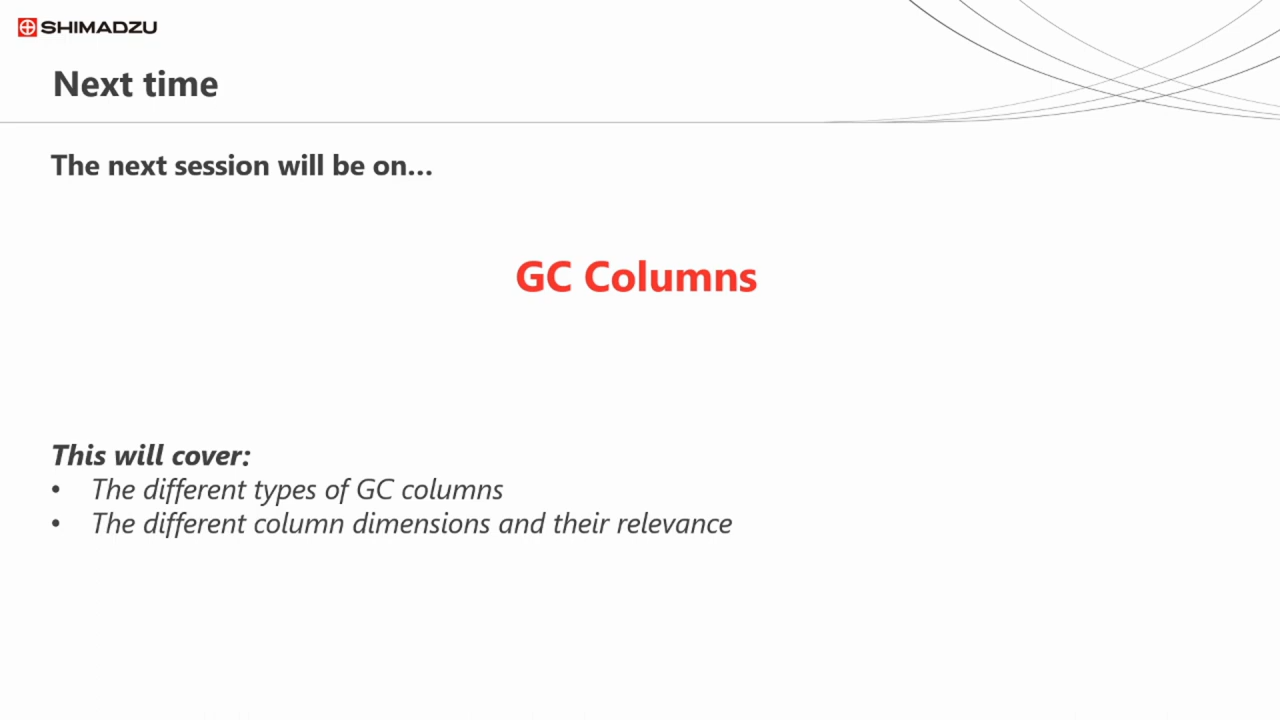 SHIMADZU
Next time
The next session will be on...
GC Columns
This will cover:
• The different types of GC columns
• The different column dimensions and their relevance